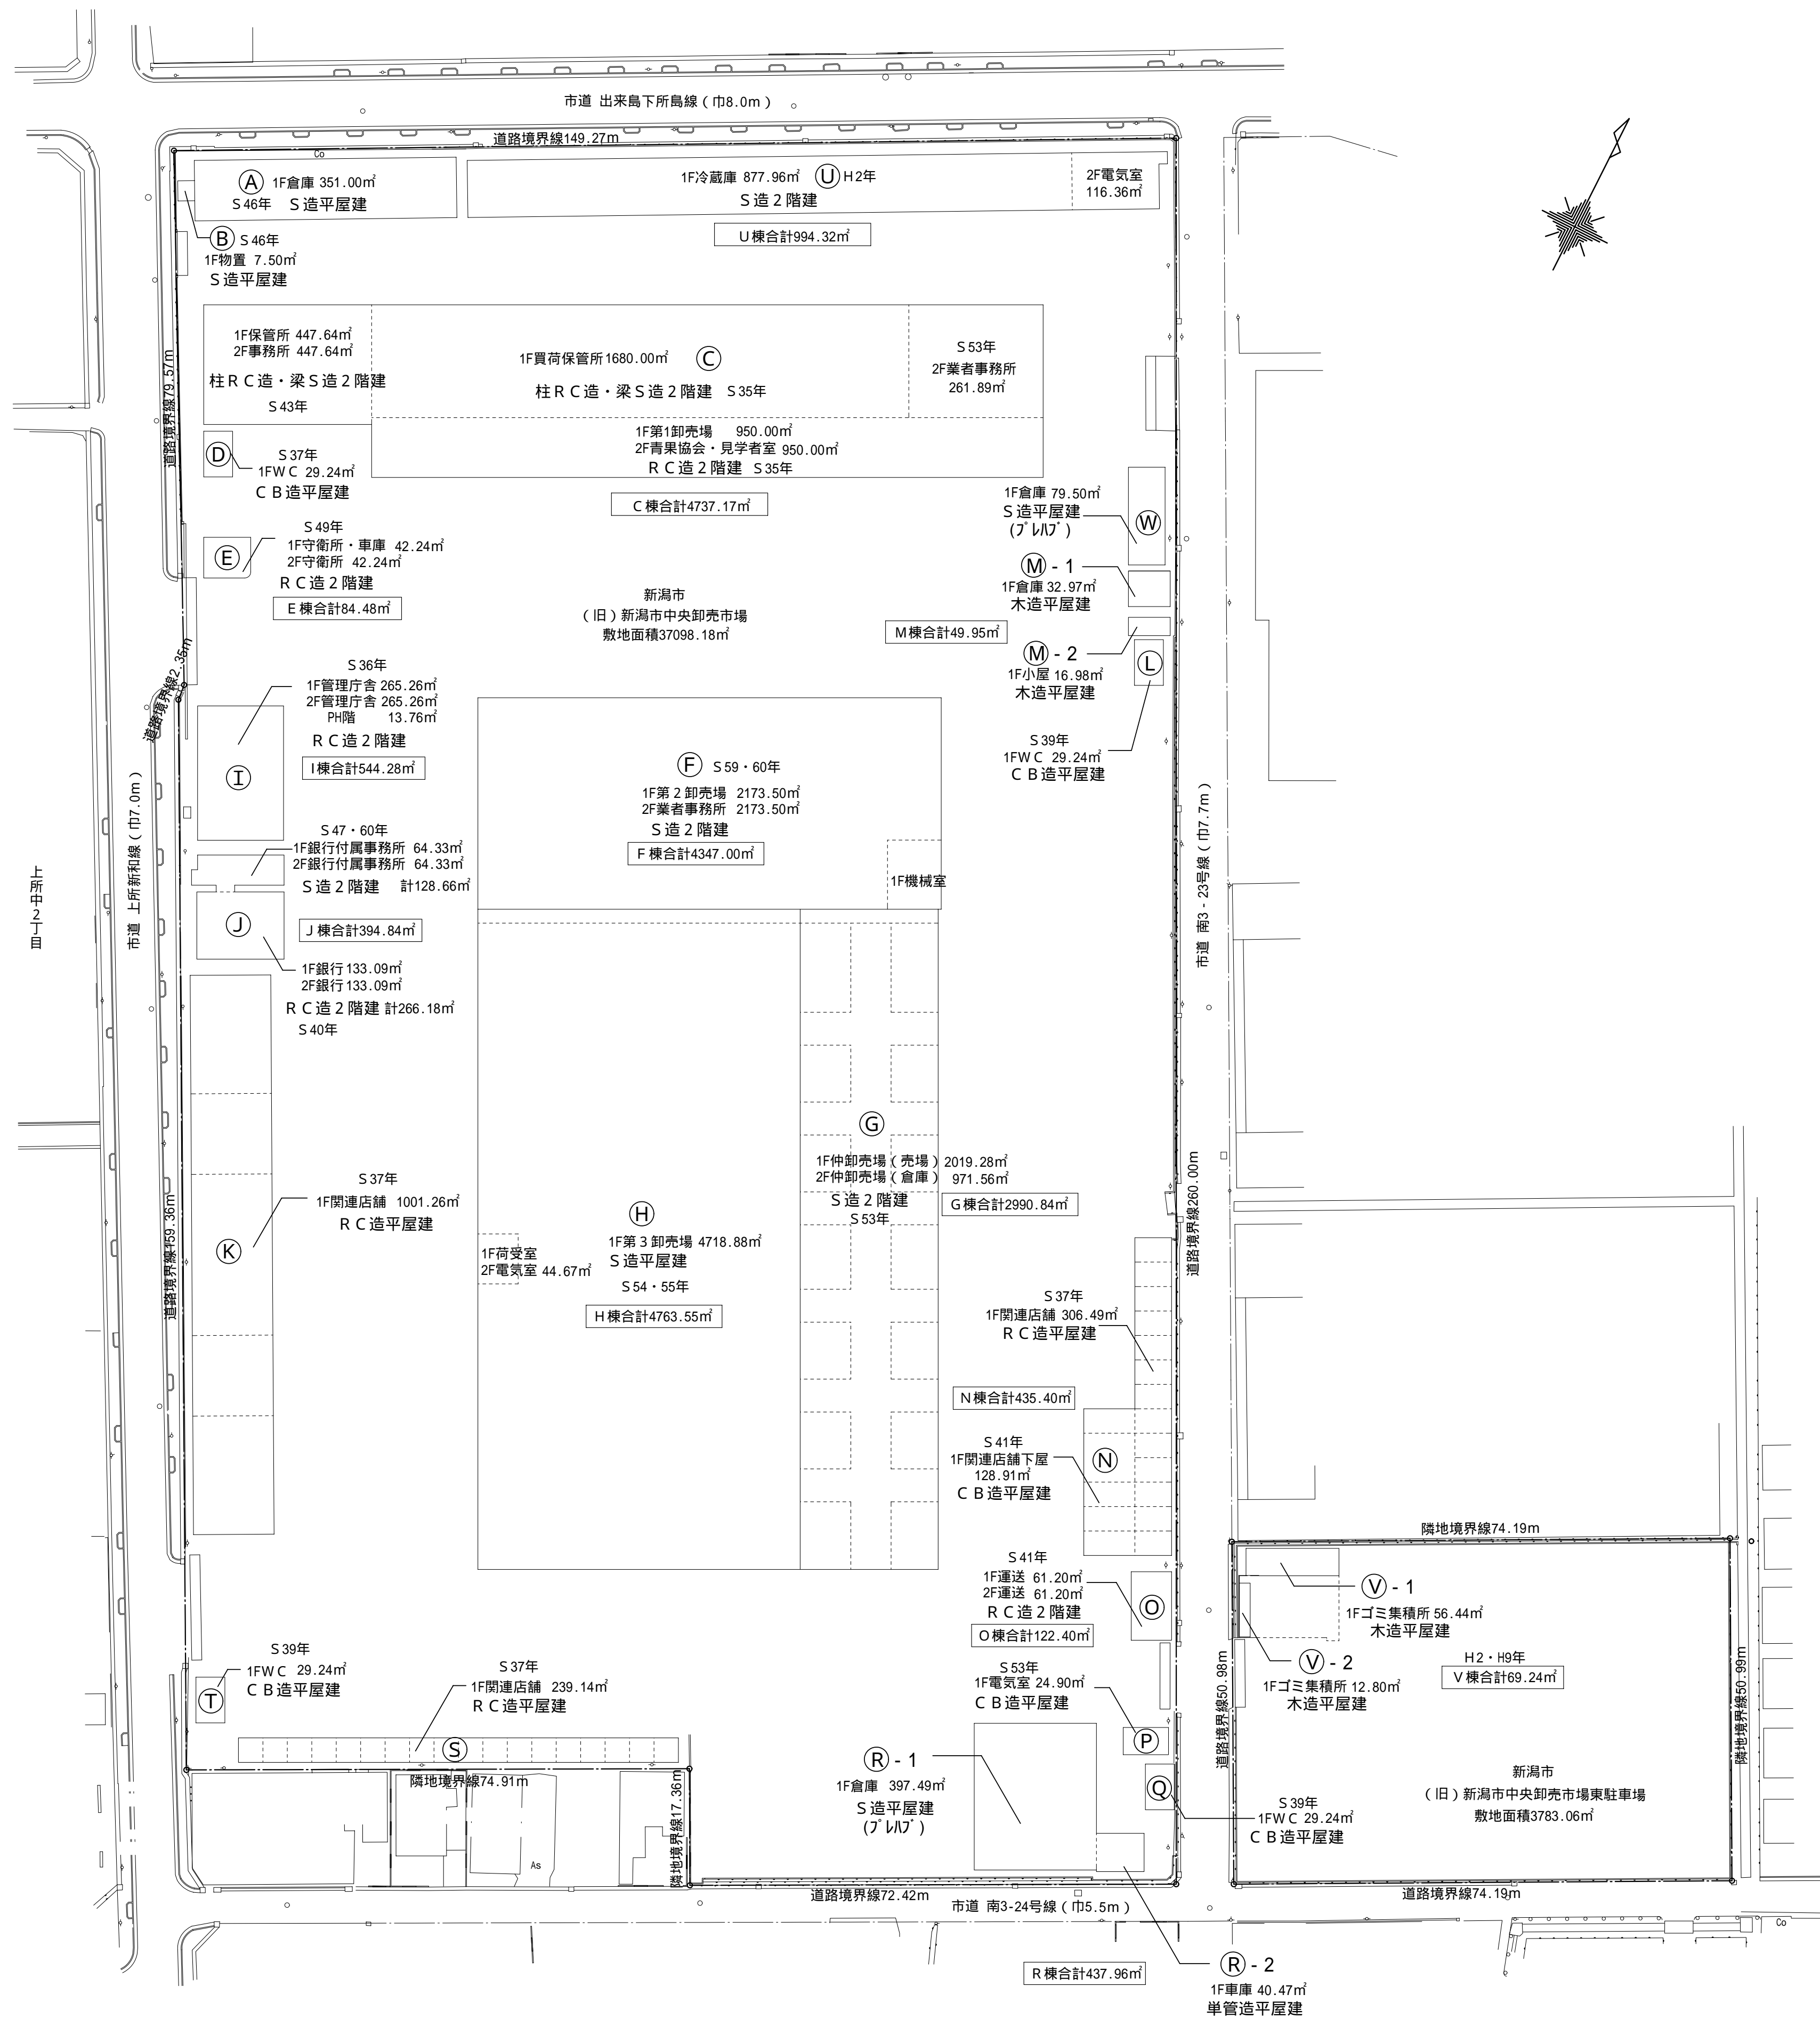 市道 出来島下所島線（巾8.0m）
道路境界線149.27m
Co
A
1F倉庫 351.00㎡
S46年 S造平屋建
1F冷蔵庫 877.96㎡ U H2年
S造2階建
2F電気室
116.36㎡
U棟合計994.32㎡
B S46年
1F物置 7.50㎡
S造平屋建
道路境界線79.57m
1F保管所 447.64㎡
2F事務所 447.64㎡
柱RC造・梁S造2階建
S43年
1F買荷保管所1680.00㎡ C
柱RC造・梁S造2階建 S35年
S53年
2F業者事務所
261.89㎡
1F第1卸売場 950.00㎡
2F青果協会・見学者室 950.00㎡
RC造2階建 S35年
C棟合計4737.17㎡
D
S37年
1FWC 29.24㎡
CB造平屋建
E
S49年
1F守衛所・車庫 42.24㎡
2F守衛所 42.24㎡
RC造2階建
E棟合計84.48㎡
新潟市
（旧）新潟市中央卸売市場
敷地面積37098.18㎡
1F倉庫 79.50㎡
S造平屋建
(ﾌﾟﾚﾊﾌﾞ)
W
M - 1
1F倉庫 32.97㎡
木造平屋建
M棟合計49.95㎡
M - 2
1F小屋 16.98㎡
木造平屋建
L
S39年
1FWC 29.24㎡
CB造平屋建
道路境界線2.35m
S36年
1F管理庁舎 265.26㎡
2F管理庁舎 265.26㎡
PH階 13.76㎡
RC造2階建
I棟合計544.28㎡
I
F S59・60年
1F第2卸売場 2173.50㎡
2F業者事務所 2173.50㎡
S造2階建
F棟合計4347.00㎡
1F機械室
市道 南3-23号線（巾7.7m）
市道 上所新和線（巾7.0m）
上所中2丁目
S47・60年
1F銀行付属事務所 64.33㎡
2F銀行付属事務所 64.33㎡
S造2階建 計128.66㎡
J
J棟合計394.84㎡
1F銀行133.09㎡
2F銀行133.09㎡
RC造2階建 計266.18㎡
S40年
G
1F仲卸売場（売場）2019.28㎡
2F仲卸売場（倉庫） 971.56㎡
S造2階建
S53年
G棟合計2990.84㎡
道路境界線260.00m
道路境界線159.36m
S37年
1F関連店舗 1001.26㎡
RC造平屋建
K
H
1F第3卸売場 4718.88㎡
S造平屋建
S54・55年
H棟合計4763.55㎡
1F荷受室
2F電気室 44.67㎡
S37年
1F関連店舗 306.49㎡
RC造平屋建
N棟合計435.40㎡
S41年
1F関連店舗下屋
128.91㎡
CB造平屋建
N
隣地境界線74.19m
S41年
1F運送 61.20㎡
2F運送 61.20㎡
RC造2階建
O棟合計122.40㎡
O
V - 1
1Fゴミ集積所 56.44㎡
木造平屋建
V - 2
1Fゴミ集積所 12.80㎡
木造平屋建
H2・H9年
V棟合計69.24㎡
道路境界線50.98m
隣地境界線50.99m
S39年
1FWC 29.24㎡
CB造平屋建
T
S37年
1F関連店舗 239.14㎡
RC造平屋建
S
S53年
1F電気室 24.90㎡
CB造平屋建
P
R - 1
1F倉庫 397.49㎡
S造平屋建
(ﾌﾟﾚﾊﾌﾞ)
Q
S39年
1FWC 29.24㎡
CB造平屋建
新潟市
（旧）新潟市中央卸売市場東駐車場
敷地面積3783.06㎡
隣地境界線74.91m
隣地境界線17.36m
As
道路境界線72.42m
道路境界線74.19m
市道 南3-24号線（巾5.5m）
Co
R棟合計437.96㎡
R - 2
1F車庫 40.47㎡
単管造平屋建